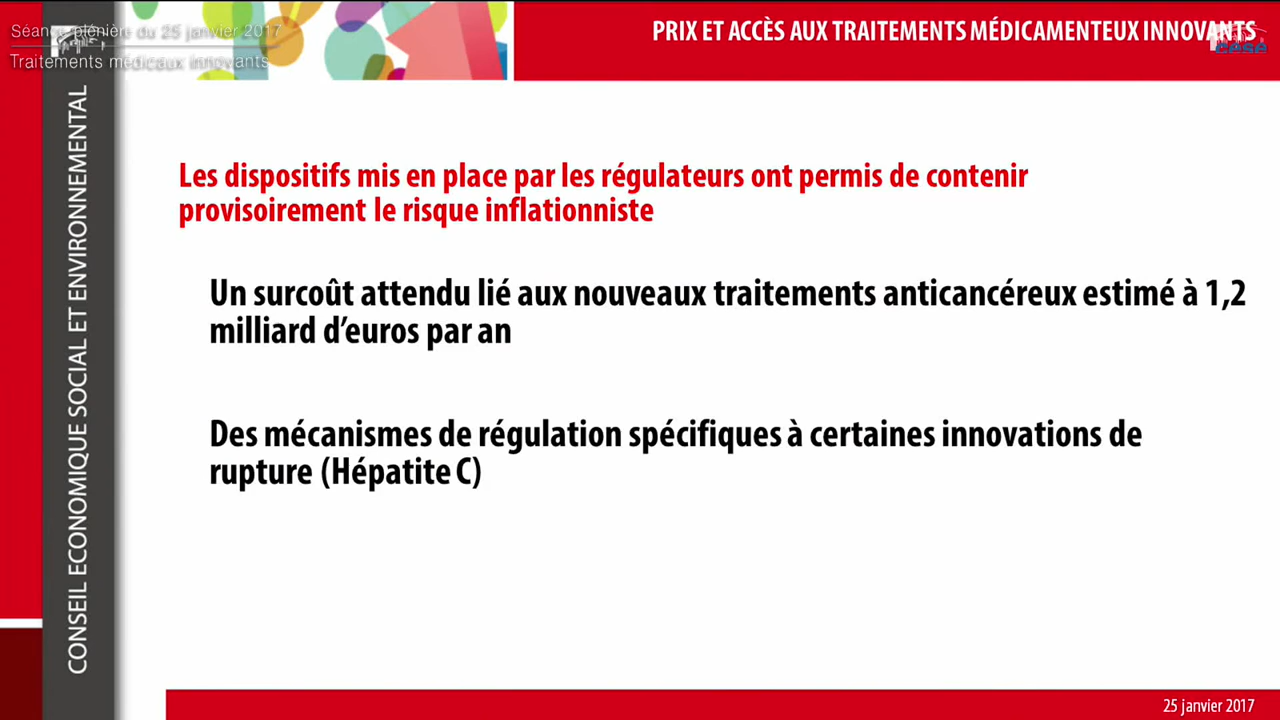 Séance plénière du 25 janvier 2017
Traitements médicaux innovants
PRIX ET ACCÈS AUX TRAITEMENTS MÉDICAMENTEUX INNOVANTS
cese
CONSEIL ECONOMIQUE SOCIAL ET ENVIRONNEMENTAL
Les dispositifs mis en place par les régulateurs ont permis de contenir
provisoirement le risque inflationniste
Un surcoût attendu lié aux nouveaux traitements anticancéreux estimé à 1,2
milliard d’euros par an
Des mécanismes de régulation spécifiques à certaines innovations de
rupture (Hépatite C)
25 janvier 2017